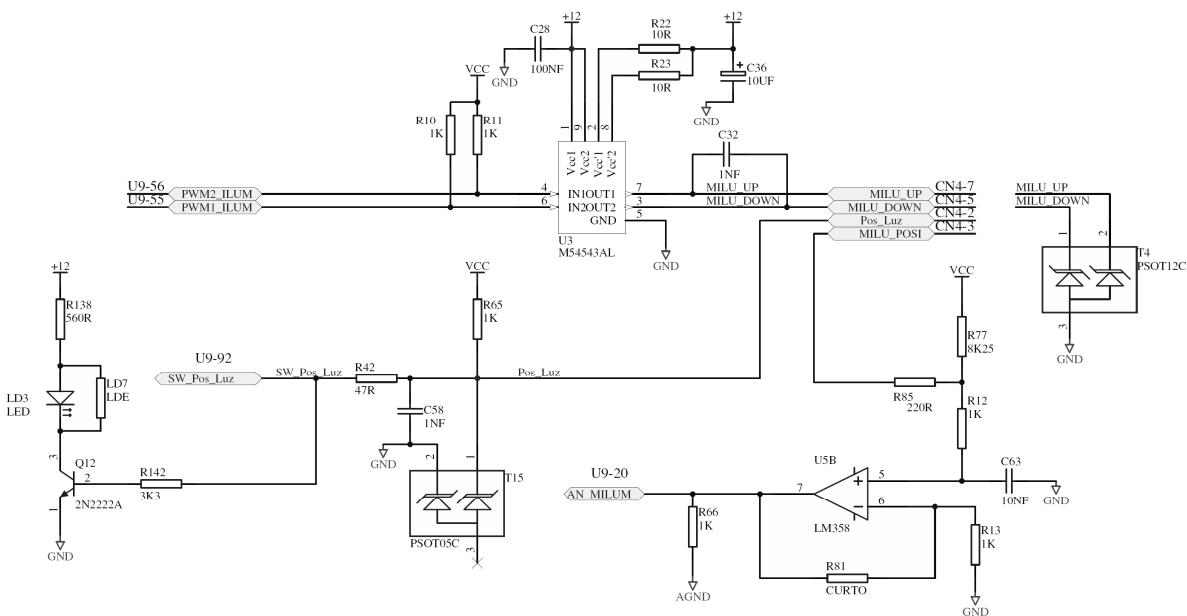 +12
C28
100NF
GND
R22
10R
R23
10R
+12
+
C36
10UF
GND
VCC
R10
1K
R11
1K
1
9
2
8
Vcc1
Vcc2
Vcc'1
Vcc'2
C32
1NF
U9-56
PWM2_ILUM
4
IN1OUT1
7
MILU_UP
MILU_UP
CN4-7
U9-55
PWM1_ILUM
6
IN2OUT2
3
MILU_DOWN
MILU_DOWN
CN4-5
GND
5
Pos_Luz
CN4-2
MILU_POSI
CN4-3
U3
M54543AL
GND
MILU_UP
MILU_DOWN
1
2
T4
PSOT12C
3
GND
+12
R138
560R
LD3
LED
LD7
LDE
3
Q12
2
2N2222A
1
GND
R142
3K3
U9-92
SW_Pos_Luz
SW_Pos_Luz
R42
47R
VCC
R65
1K
Pos_Luz
C58
1NF
GND
2
1
T15
PSOT05C
3
VCC
R77
8K25
R85
220R
R12
1K
U9-20
AN_MILUM
7
U5B
LM358
5
6
C63
10NF
GND
R66
1K
AGND
R81
CURTO
R13
1K
GND